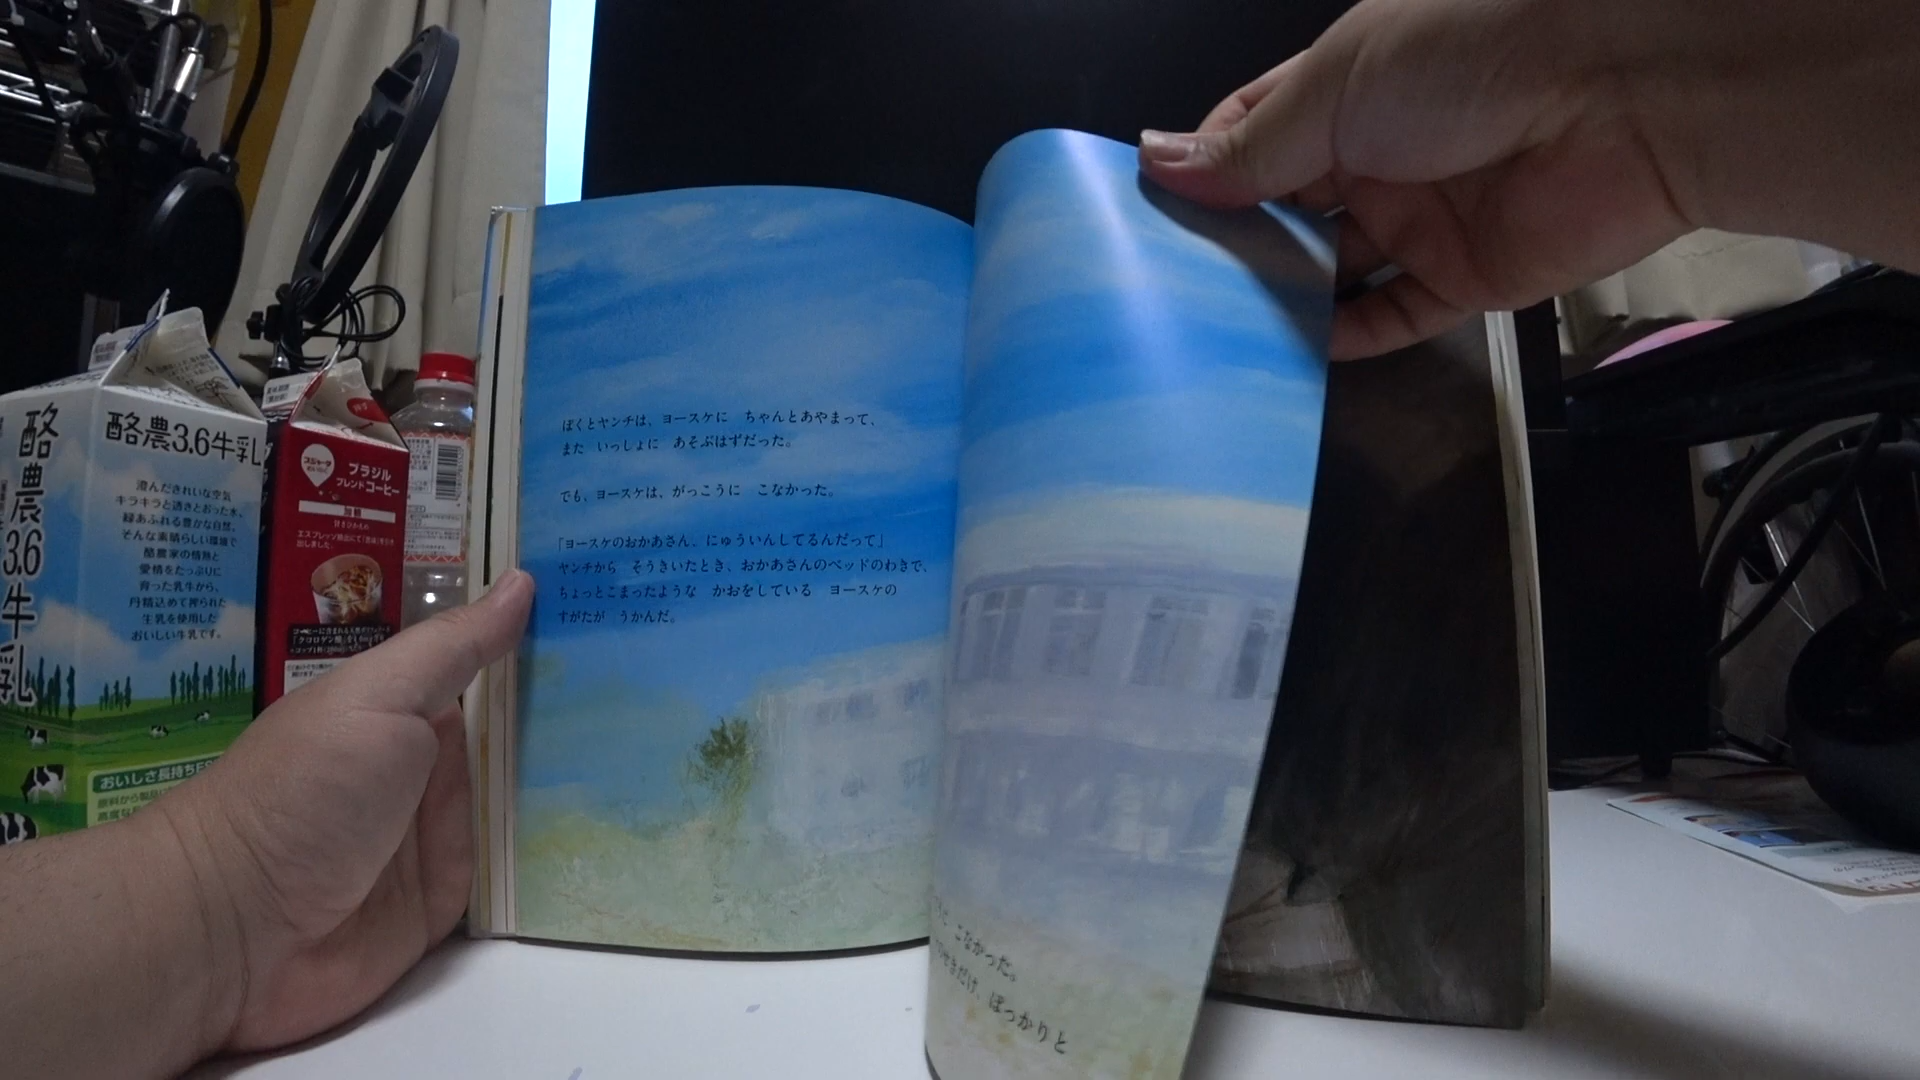 ぼくとヤンチは、ヨースケに　ちゃんとあやまって、
また　いっしょに　あそぶはずだった。
でも、ヨースケは、がっこうに　こなかった。
「ヨースケのおかあさん、にゅういんしてるんだって」
ヤンチから　そうきいたとき、おかあさんのベッドのわきで、
ちょっとこまったような　かおをしている　ヨースケの
すがたが　うかんだ。
こなかった。
せきだけ、ぽっかりと
酪農3.6牛乳
酪農3.6牛乳
澄んだきれいな空気
キラキラと透きとおった水、
緑あふれる豊かな自然。
そんな素晴らしい環境で
酪農家の情熱と
愛情をたっぷりに
育った乳牛から、
丹精込めて搾られた
生乳を使用した
おいしい牛乳です。
おいしさ長持ち
スジャータ
ブラジル
ブレンドコーヒー
加糖
甘さひかえめ